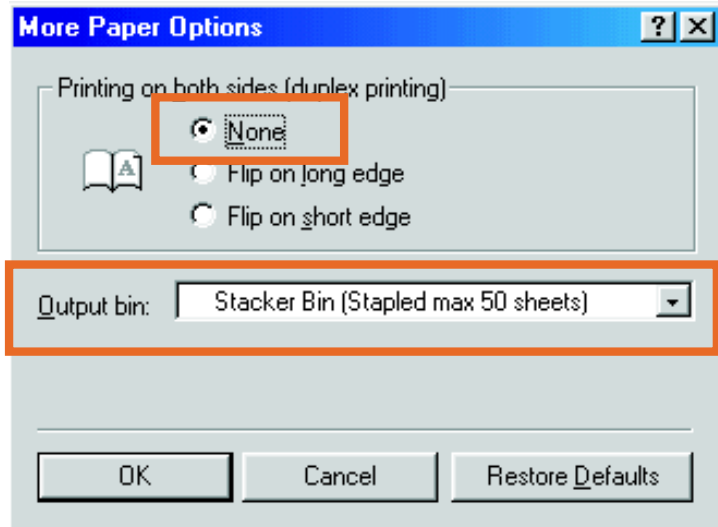 More Paper Options ? ×
Printing on both sides (duplex printing)
None
A
Flip on long edge
Flip on short edge
Output bin: Stacker Bin (Stapled max 50 sheets)
OK Cancel Restore Defaults